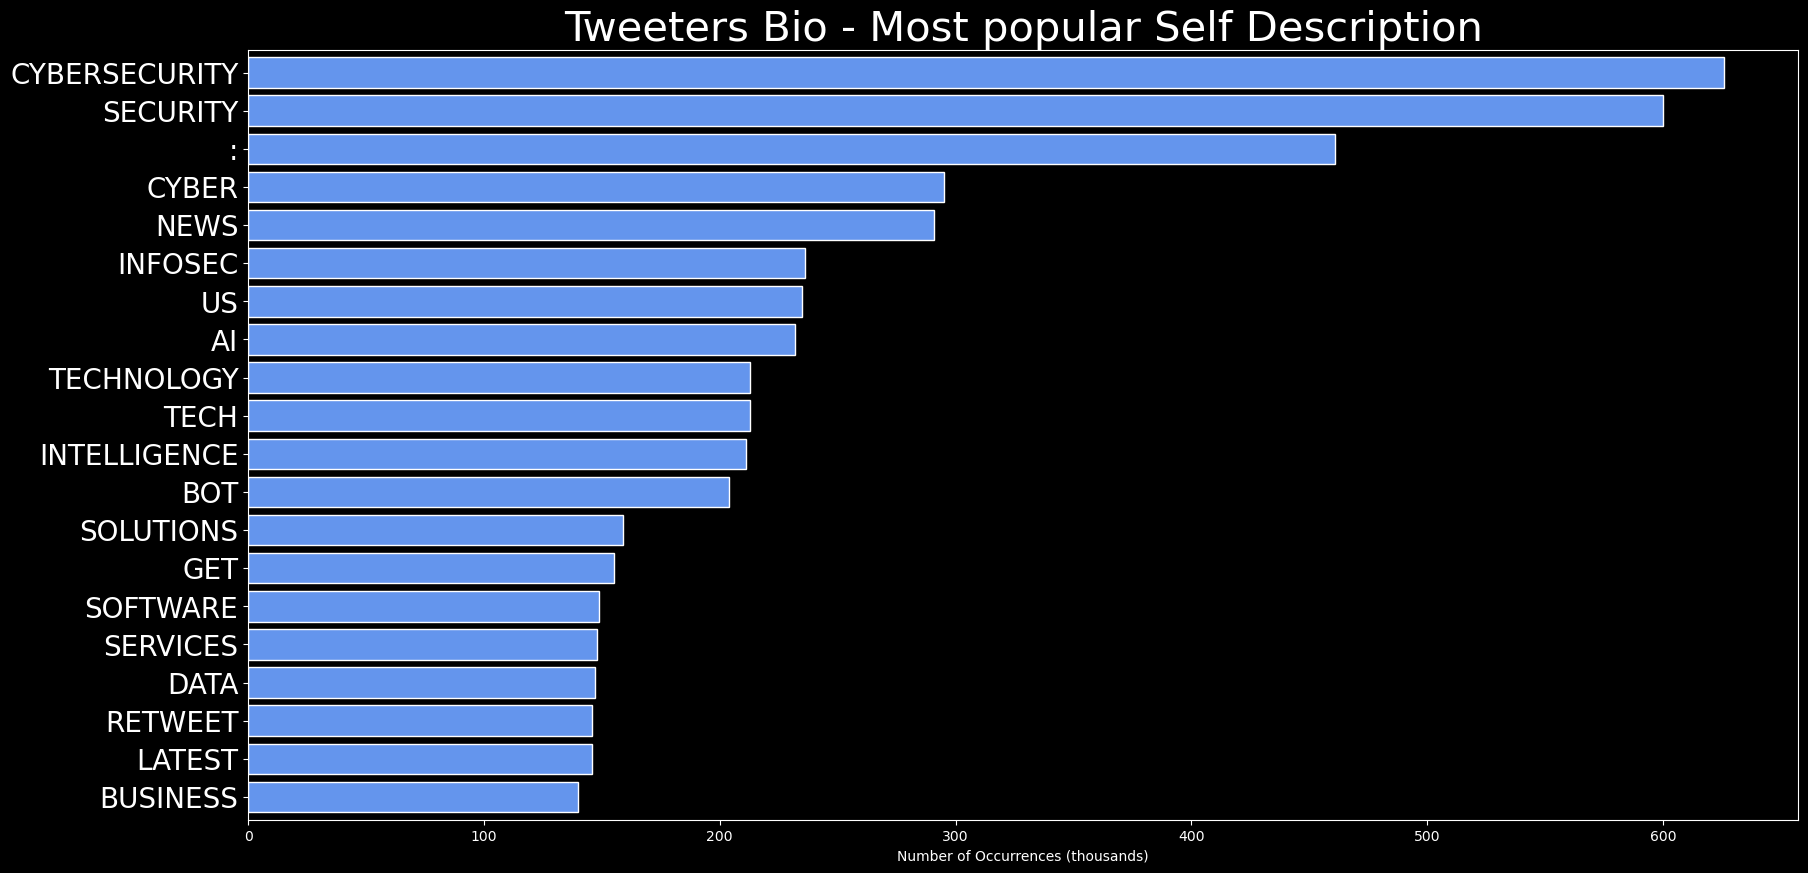 Tweeters Bio - Most popular Self Description
CYBERSECURITY
SECURITY
:
CYBER
NEWS
INFOSEC
US
AI
TECHNOLOGY
TECH
INTELLIGENCE
BOT
SOLUTIONS
GET
SOFTWARE
SERVICES
DATA
RETWEET
LATEST
BUSINESS
0 100 200 300 400 500 600
Number of Occurrences (thousands)